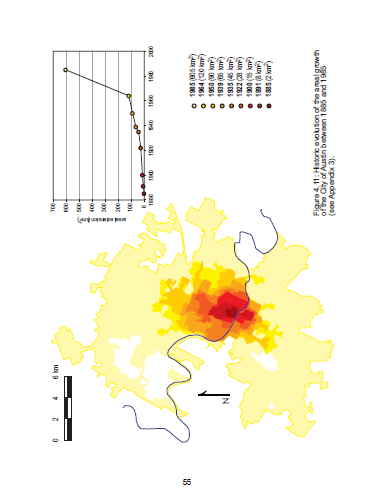 700
600
500
400
300
200
100
0
areal extension [km²]
1880
1900
1920
1940
1960
1980
2000
1985 (605 km²)
1964 (120 km²)
1950 (90 km²)
1939 (65 km²)
1935 (45 km²)
1922 (28 km²)
1900 (15 km²)
1891 (8 km²)
1885 (2 km²)
0 2 4 6 km
N
Figure 4.11: Historic evolution of the areal growth
of the City of Austin between 1885 and 1985
(see Appendix 3).
55